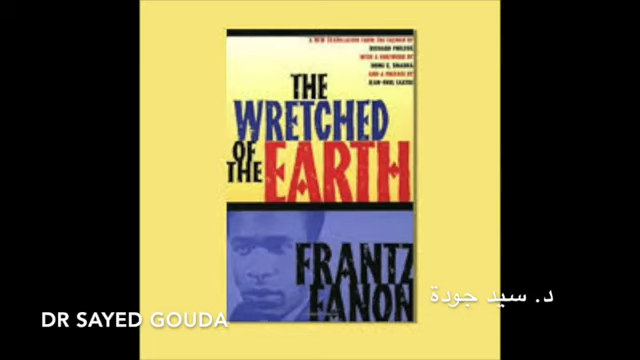 A NEW TRANSLATION FROM THE FRENCH BY
RICHARD PHILCOX
WITH A FOREWORD BY
HOMI K. BHABHA
AND A PREFACE BY
JEAN-PAUL SARTRE
THE
WRETCHED
OF
THE EARTH
FRANTZ
FANON
د. سيد جودة
DR SAYED GOUDA